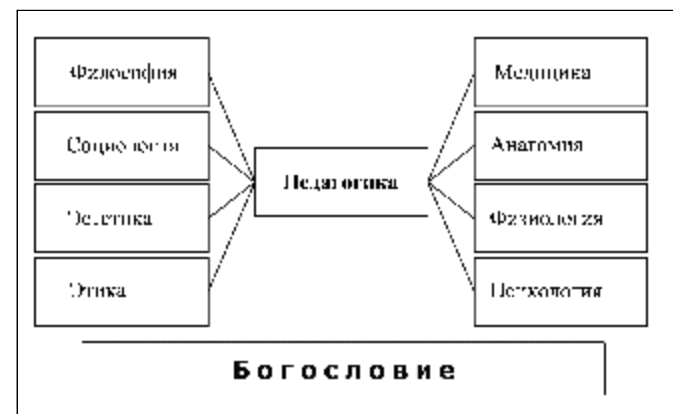 Философия
Социология
Эстетика
Этика
Педагогика
Медицина
Анатомия
Физиология
Психология
Богословие